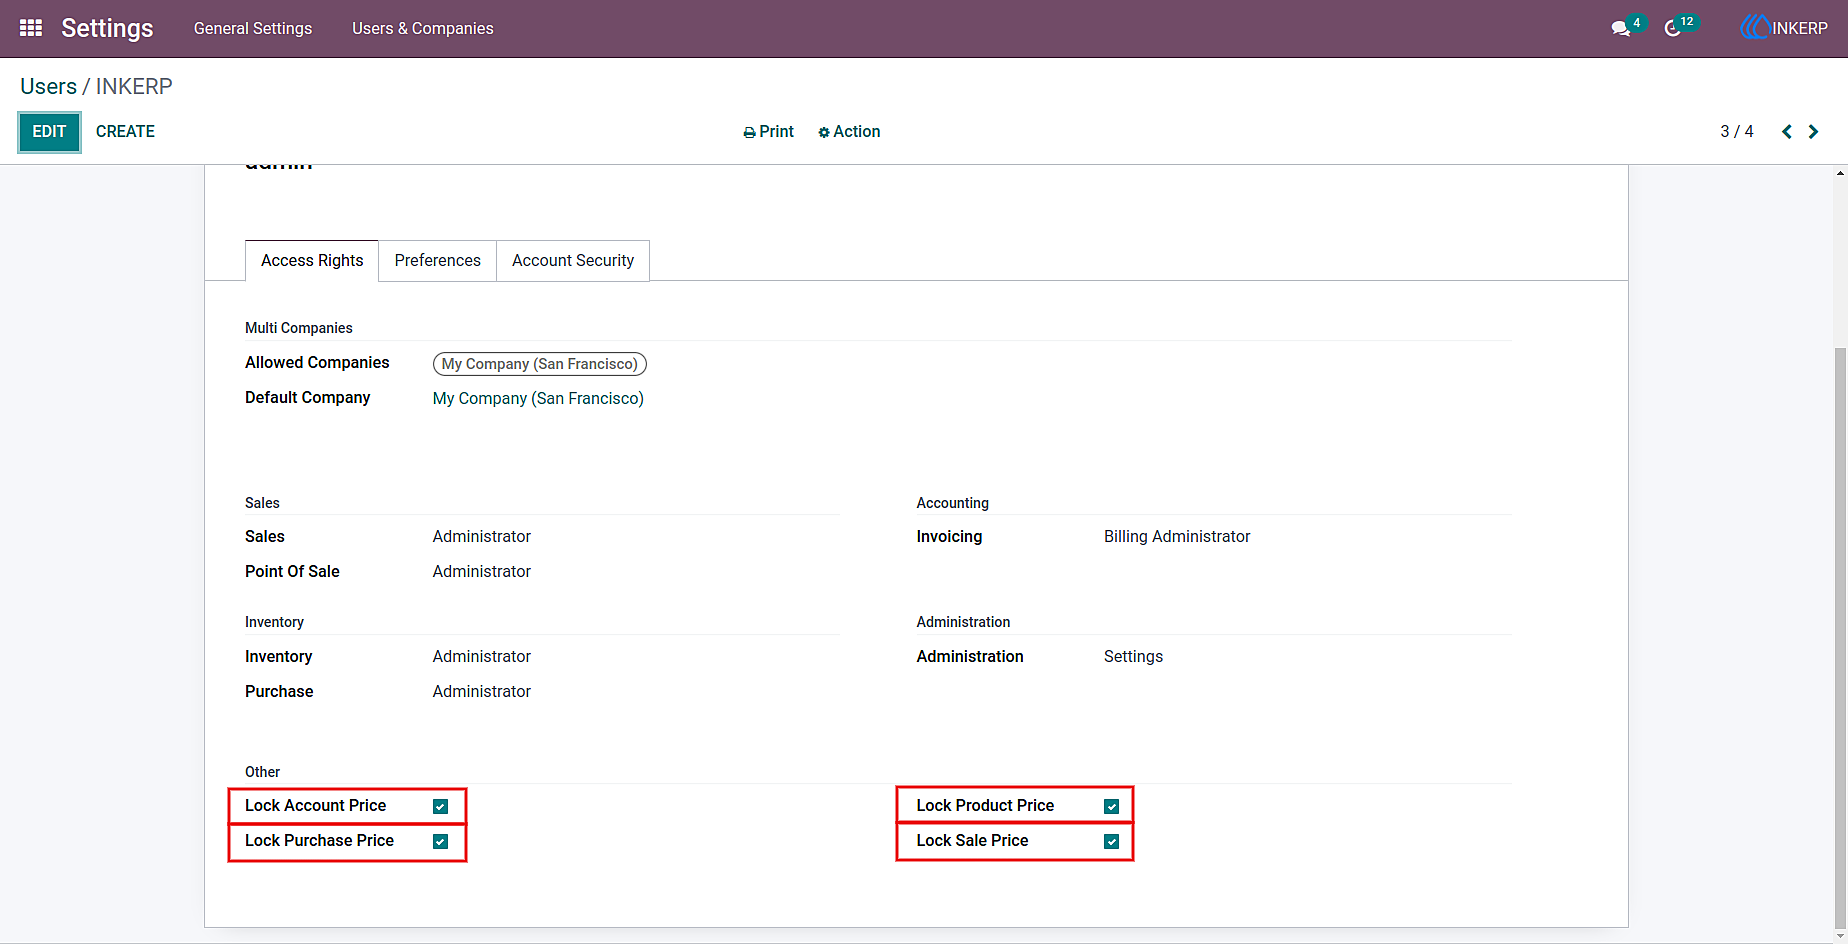 Settings General Settings Users & Companies 4 12 INKERP
Users / INKERP
EDIT CREATE Print Action 3 / 4
admin
Access Rights Preferences Account Security
Multi Companies
Allowed Companies My Company (San Francisco)
Default Company My Company (San Francisco)
Sales Accounting
Sales Administrator Invoicing Billing Administrator
Point Of Sale Administrator
Inventory Administration
Inventory Administrator Administration Settings
Purchase Administrator
Other
Lock Account Price Lock Product Price
Lock Purchase Price Lock Sale Price